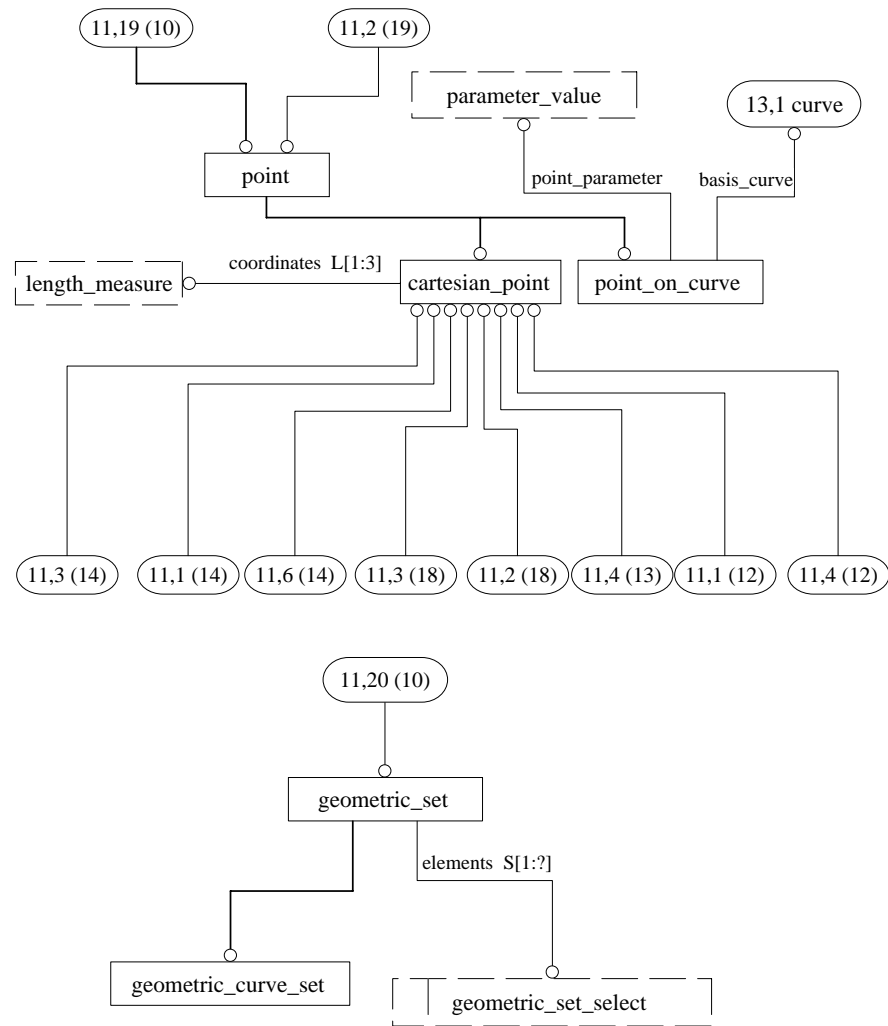 11,19 (10)
11,2 (19)
parameter_value
13,1 curve
point
point_parameter
basis_curve
coordinates L[1:3]
length_measure
cartesian_point
point_on_curve
11,3 (14)
11,1 (14)
11,6 (14)
11,3 (18)
11,2 (18)
11,4 (13)
11,1 (12)
11,4 (12)
11,20 (10)
geometric_set
elements S[1:?]
geometric_curve_set
geometric_set_select